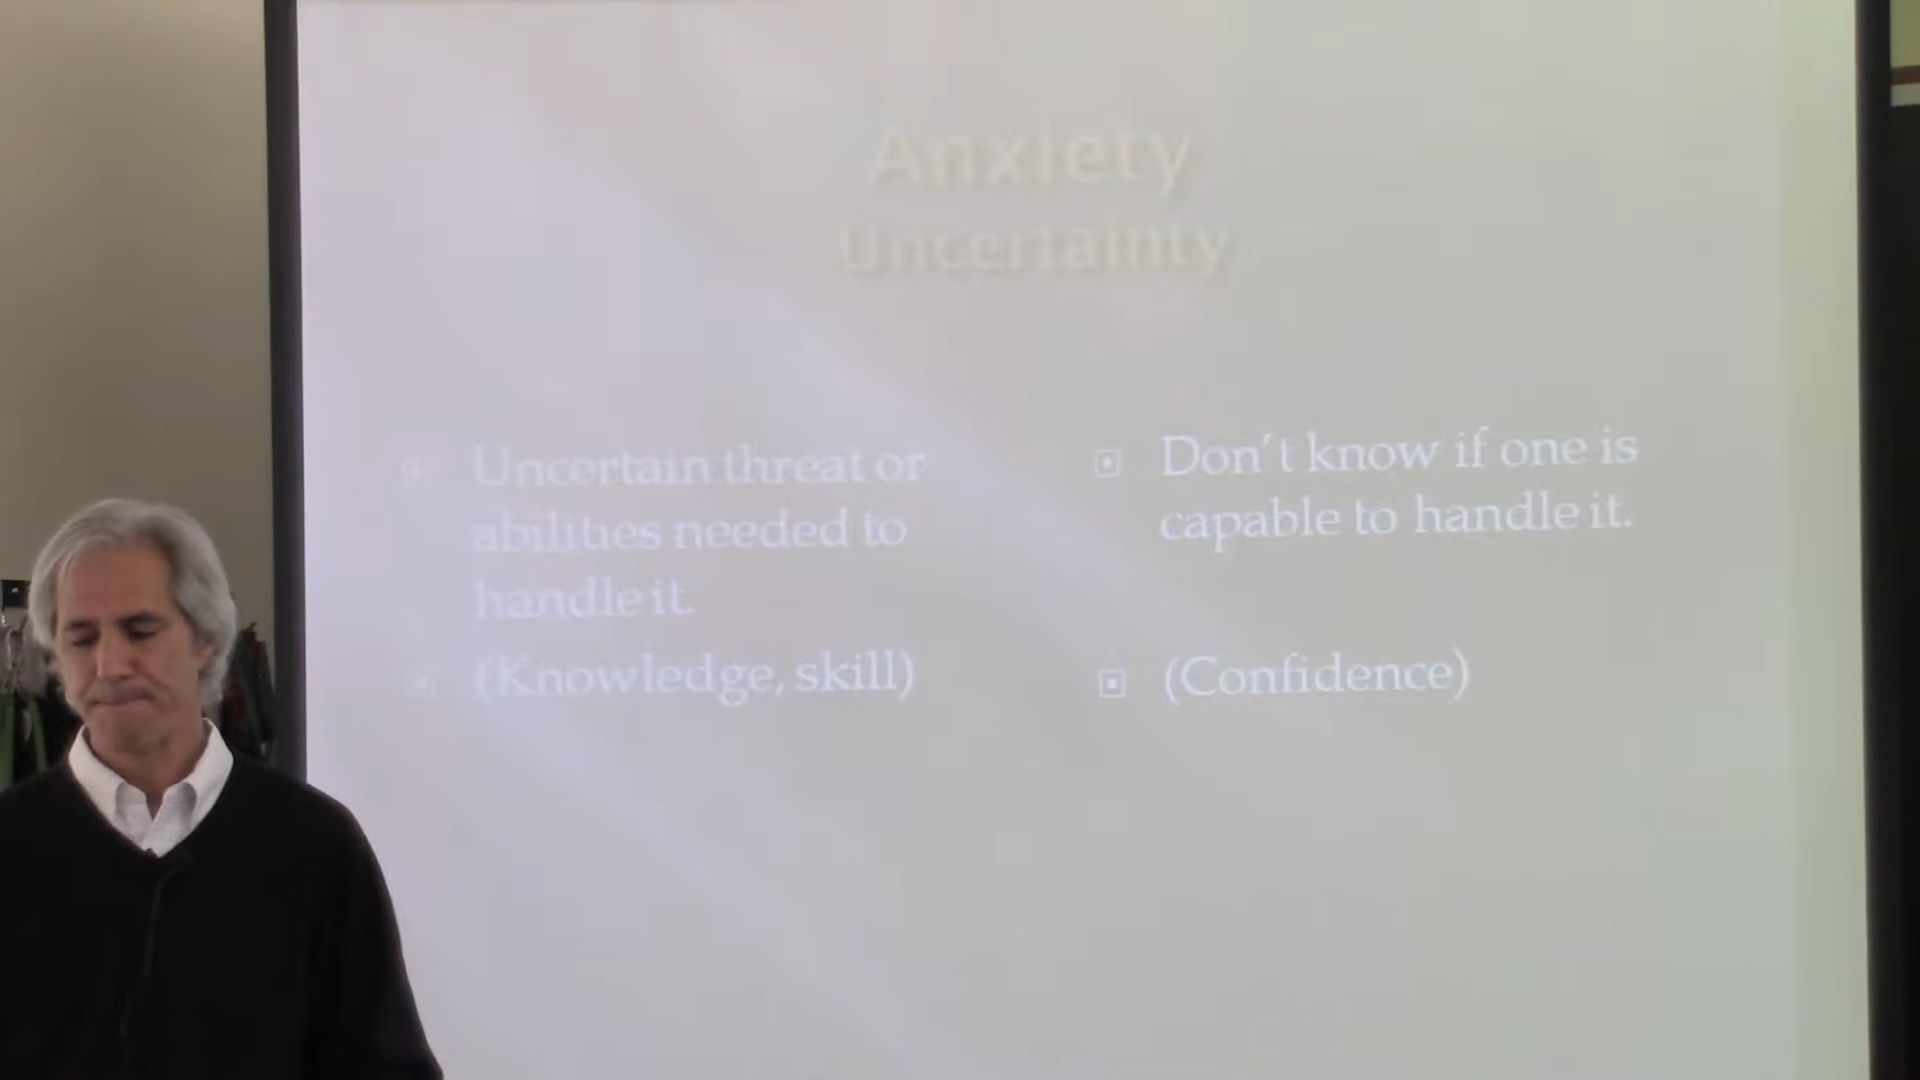 Anxiety
Uncertainty
Uncertain threat or
abilities needed to
handle it.
(Knowledge, skill)
Don't know if one is
capable to handle it.
(Confidence)